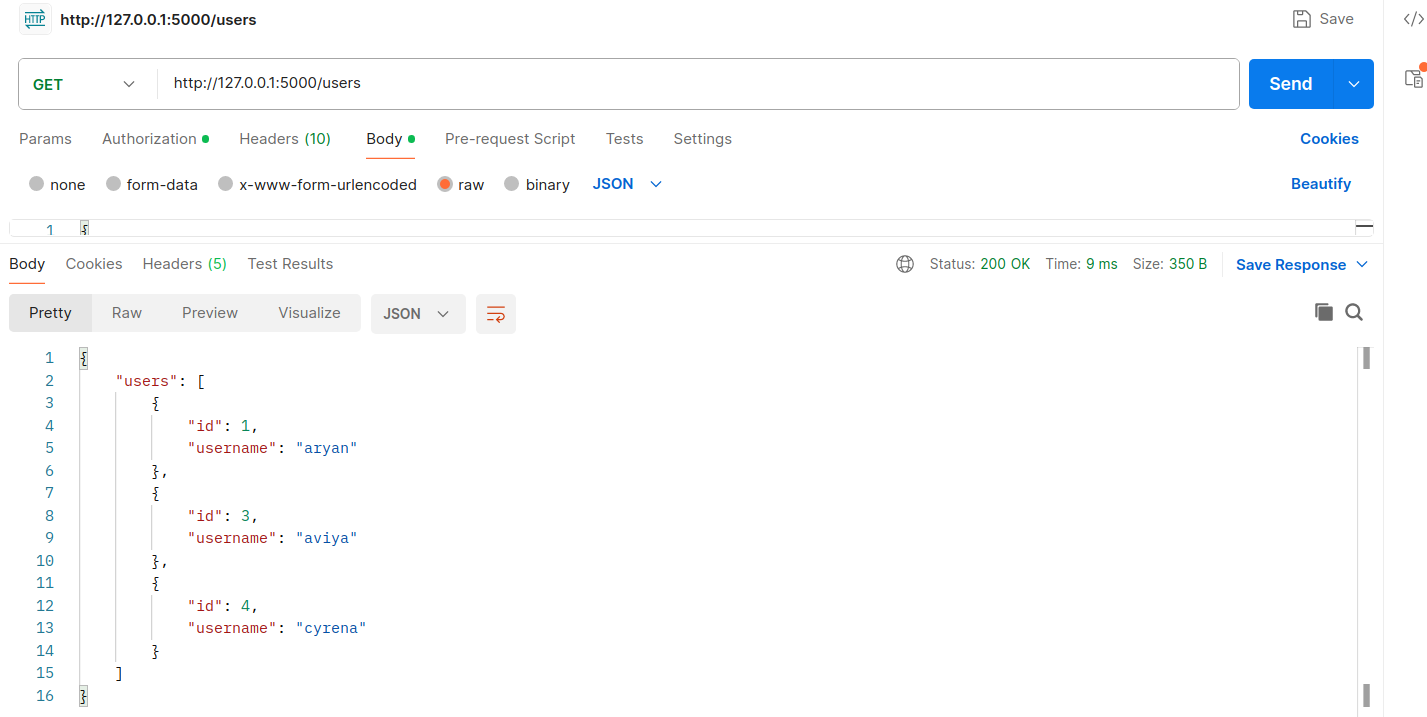 HTTP http://127.0.0.1:5000/users Save </>
GET http://127.0.0.1:5000/users Send
Params Authorization Headers (10) Body Pre-request Script Tests Settings Cookies
none form-data x-www-form-urlencoded raw binary JSON Beautify
1 {
Body Cookies Headers (5) Test Results Status: 200 OK Time: 9 ms Size: 350 B Save Response
Pretty Raw Preview Visualize JSON
1 {
2 "users": [
3 {
4 "id": 1,
5 "username": "aryan"
6 },
7 {
8 "id": 3,
9 "username": "aviya"
10 },
11 {
12 "id": 4,
13 "username": "cyrena"
14 }
15 ]
16 }